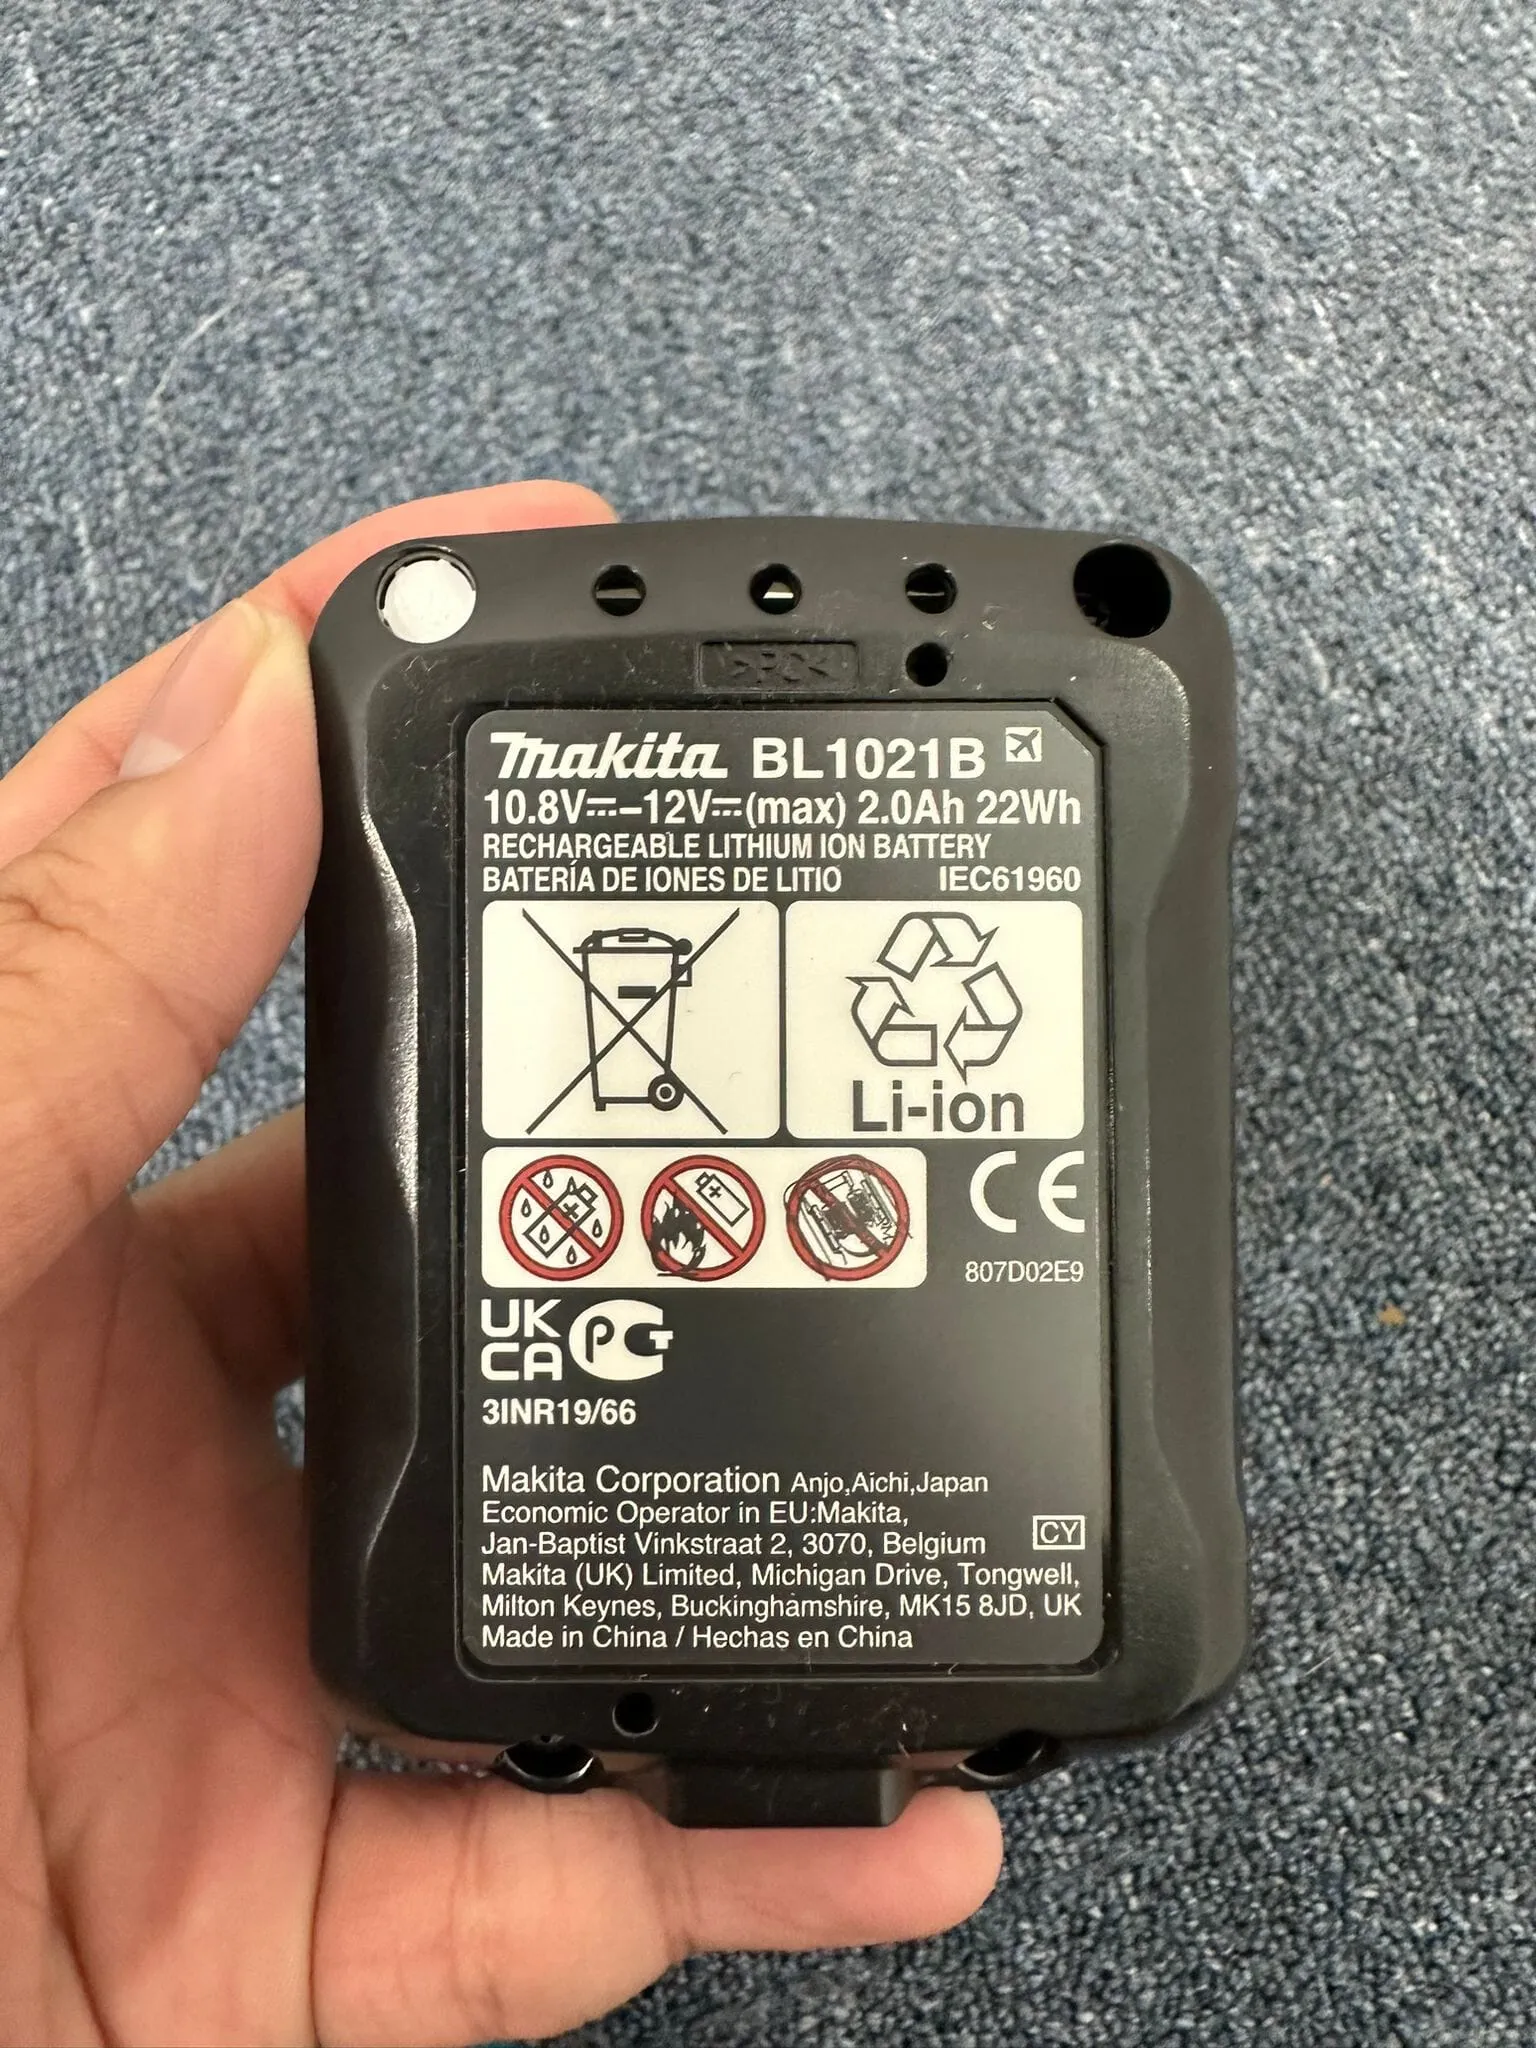 >PC<
makita BL1021B
10.8V⎓–12V⎓(max) 2.0Ah 22Wh
RECHARGEABLE LITHIUM ION BATTERY
BATERÍA DE IONES DE LITIO IEC61960
Li-ion
CE
807D02E9
UK
CA
PCT
3INR19/66
Makita Corporation Anjo,Aichi,Japan
Economic Operator in EU:Makita,
Jan-Baptist Vinkstraat 2, 3070, Belgium
CY
Makita (UK) Limited, Michigan Drive, Tongwell,
Milton Keynes, Buckinghamshire, MK15 8JD, UK
Made in China / Hechas en China